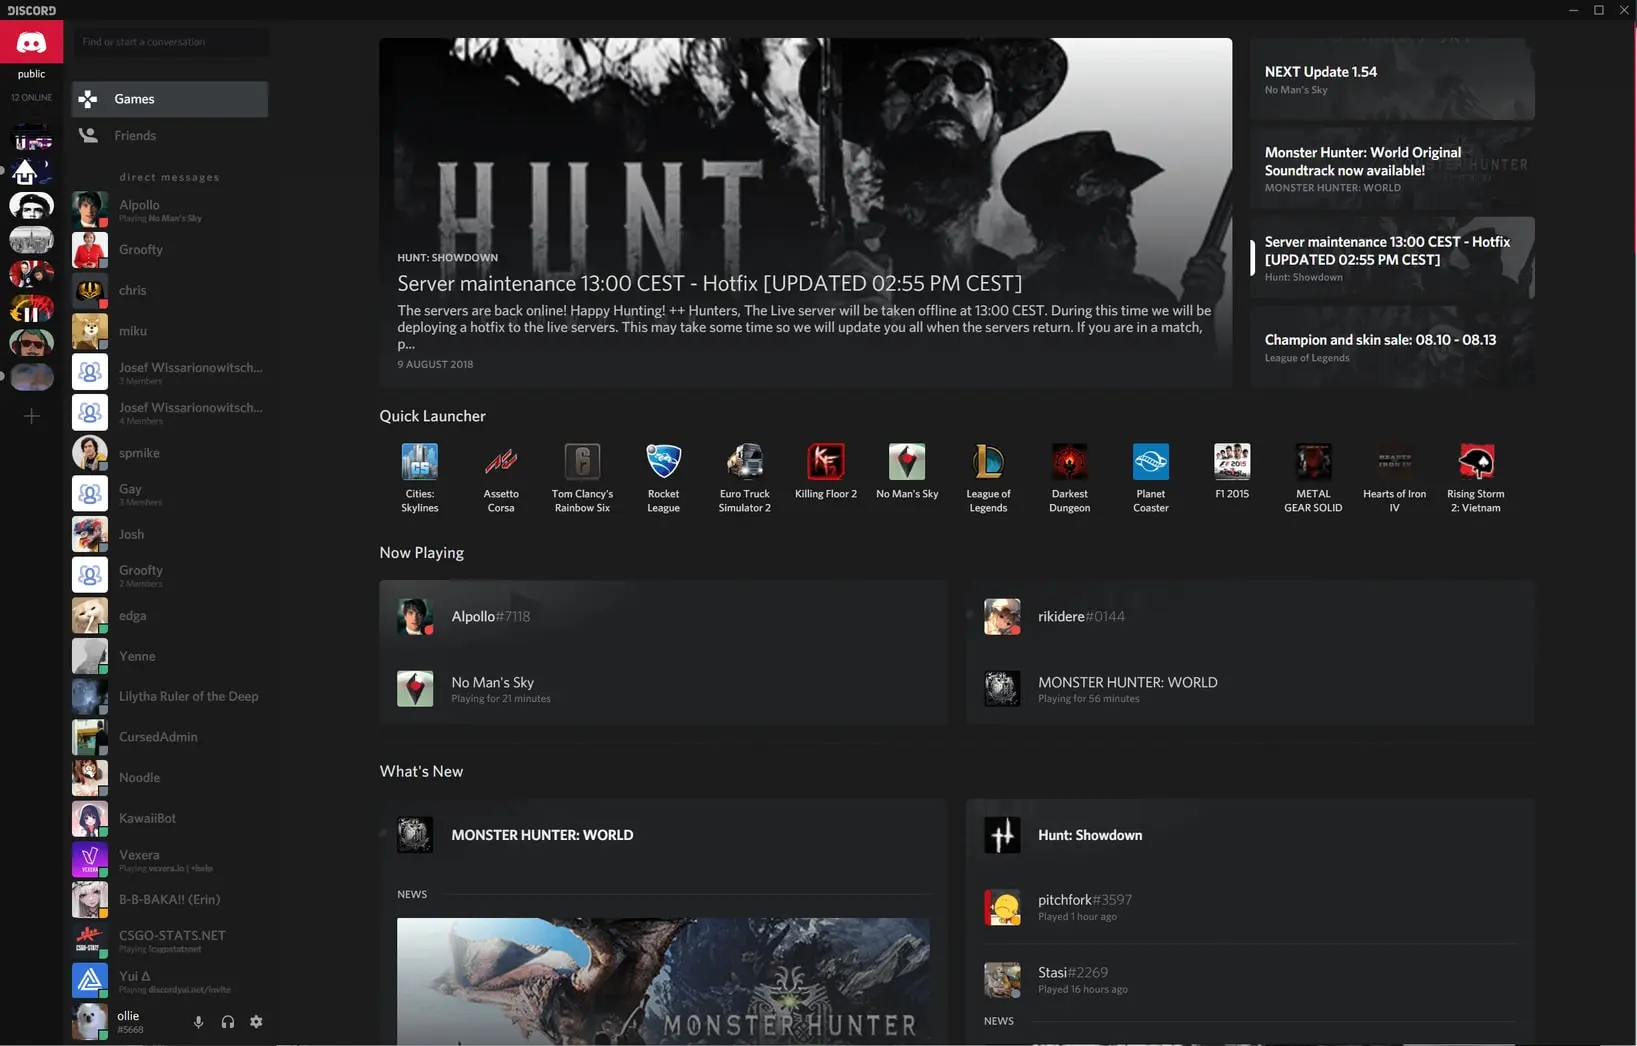 DISCORD
public
12 ONLINE
Find or start a conversation
Games
Friends
direct messages
Alpollo
Playing No Man's Sky
Groofty
chris
miku
Josef Wissarionowitsch...
3 Members
Josef Wissarionowitsch...
4 Members
spmike
Gay
3 Members
Josh
Groofty
2 Members
edga
Yenne
Lilytha Ruler of the Deep
CursedAdmin
Noodle
KawaiiBot
Vexera
Playing vexera.io | +help
B-B-BAKA!! (Erin)
CSGO-STATS.NET
Playing !csgostatsnet
Yui Δ
Playing discordyui.net/invite
ollie
#5668
HUNT
HUNT: SHOWDOWN
Server maintenance 13:00 CEST - Hotfix [UPDATED 02:55 PM CEST]
The servers are back online! Happy Hunting! ++ Hunters, The Live server will be taken offline at 13:00 CEST. During this time we will be
deploying a hotfix to the live servers. This may take some time so we will update you all when the servers return. If you are in a match,
p...
9 AUGUST 2018
NEXT Update 1.54
No Man's Sky
Monster Hunter: World Original
Soundtrack now available!
MONSTER HUNTER: WORLD
Server maintenance 13:00 CEST - Hotfix
[UPDATED 02:55 PM CEST]
Hunt: Showdown
Champion and skin sale: 08.10 - 08.13
League of Legends
Quick Launcher
Cities:
Skylines
Assetto
Corsa
Tom Clancy's
Rainbow Six
Rocket
League
Euro Truck
Simulator 2
Killing Floor 2
No Man's Sky
League of
Legends
Darkest
Dungeon
Planet
Coaster
F1 2015
METAL
GEAR SOLID
Hearts of Iron
IV
Rising Storm
2: Vietnam
Now Playing
Alpollo#7118
No Man's Sky
Playing for 21 minutes
rikidere#0144
MONSTER HUNTER: WORLD
Playing for 56 minutes
What's New
MONSTER HUNTER: WORLD
NEWS
MONSTER HUNTER
Hunt: Showdown
pitchfork#3597
Played 1 hour ago
Stasi#2269
Played 16 hours ago
NEWS